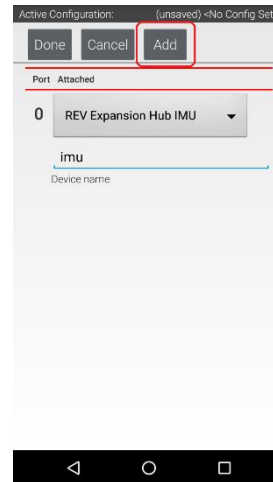 Active Configuration: (unsaved) <No Config Set
Done Cancel Add
Port Attached
0 REV Expansion Hub IMU
imu
Device name